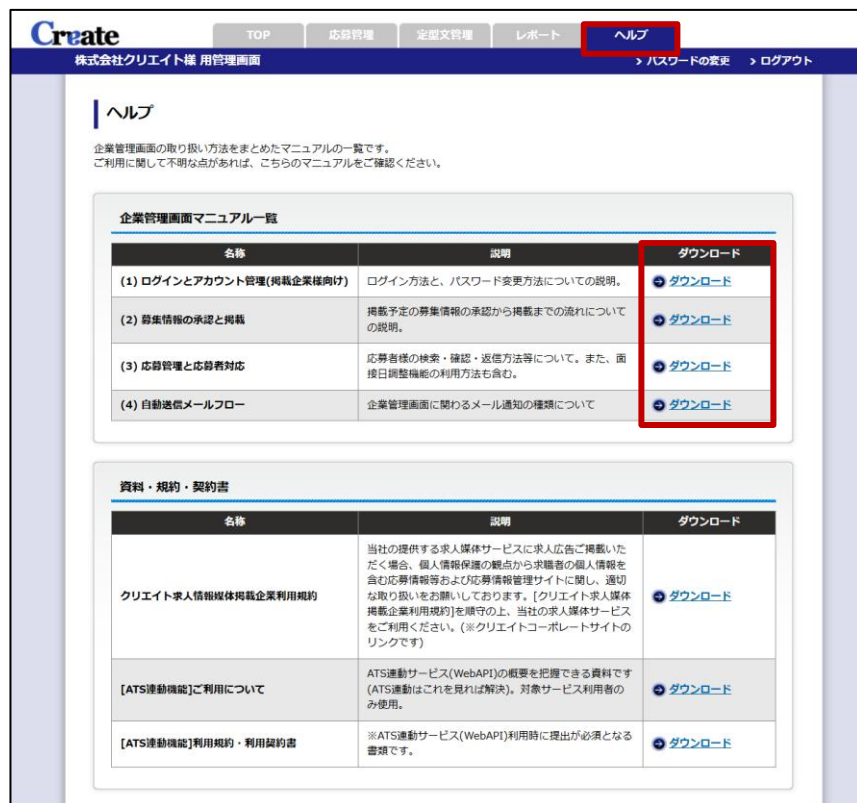 Create
TOP 応募管理 定型文管理 レポート ヘルプ
株式会社クリエイト様 用管理画面 > パスワードの変更 > ログアウト
ヘルプ
企業管理画面の取り扱い方法をまとめたマニュアルの一覧です。
ご利用に関して不明な点があれば、こちらのマニュアルをご確認ください。
企業管理画面マニュアル一覧
名称 説明 ダウンロード
(1) ログインとアカウント管理(掲載企業様向け) ログイン方法と、パスワード変更方法についての説明。 ダウンロード
(2) 募集情報の承認と掲載 掲載予定の募集情報の承認から掲載までの流れについて
の説明。 ダウンロード
(3) 応募管理と応募者対応 応募者様の検索・確認・返信方法等について。また、面
接日調整機能の利用方法も含む。 ダウンロード
(4) 自動送信メールフロー 企業管理画面に関わるメール通知の種類について ダウンロード
資料・規約・契約書
名称 説明 ダウンロード
クリエイト求人情報媒体掲載企業利用規約 当社の提供する求人媒体サービスに求人広告ご掲載いた
だく場合、個人情報保護の観点から求職者の個人情報を
含む応募情報等および応募情報管理サイトに関し、適切
な取り扱いをお願いしております。[クリエイト求人媒体
掲載企業利用規約]を順守の上、当社の求人媒体サービス
をご利用ください。(※クリエイトコーポレートサイトの
リンクです) ダウンロード
[ATS連動機能]ご利用について ATS連動サービス(WebAPI)の概要を把握できる資料です
(ATS連動はこれを見れば解決)。対象サービス利用者の
み使用。 ダウンロード
[ATS連動機能]利用規約・利用契約書 ※ATS連動サービス(WebAPI)利用時に提出が必須となる
書類です。 ダウンロード